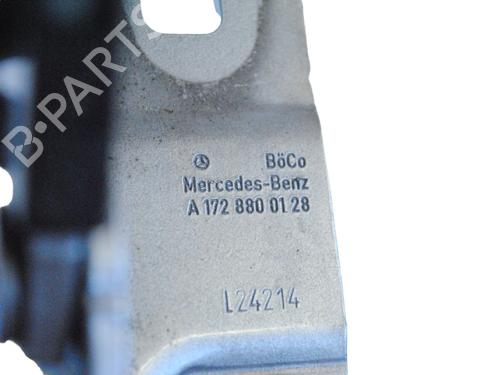 B-PARTS
BöCo
Mercedes-Benz
A 172 880 01 28
L24214